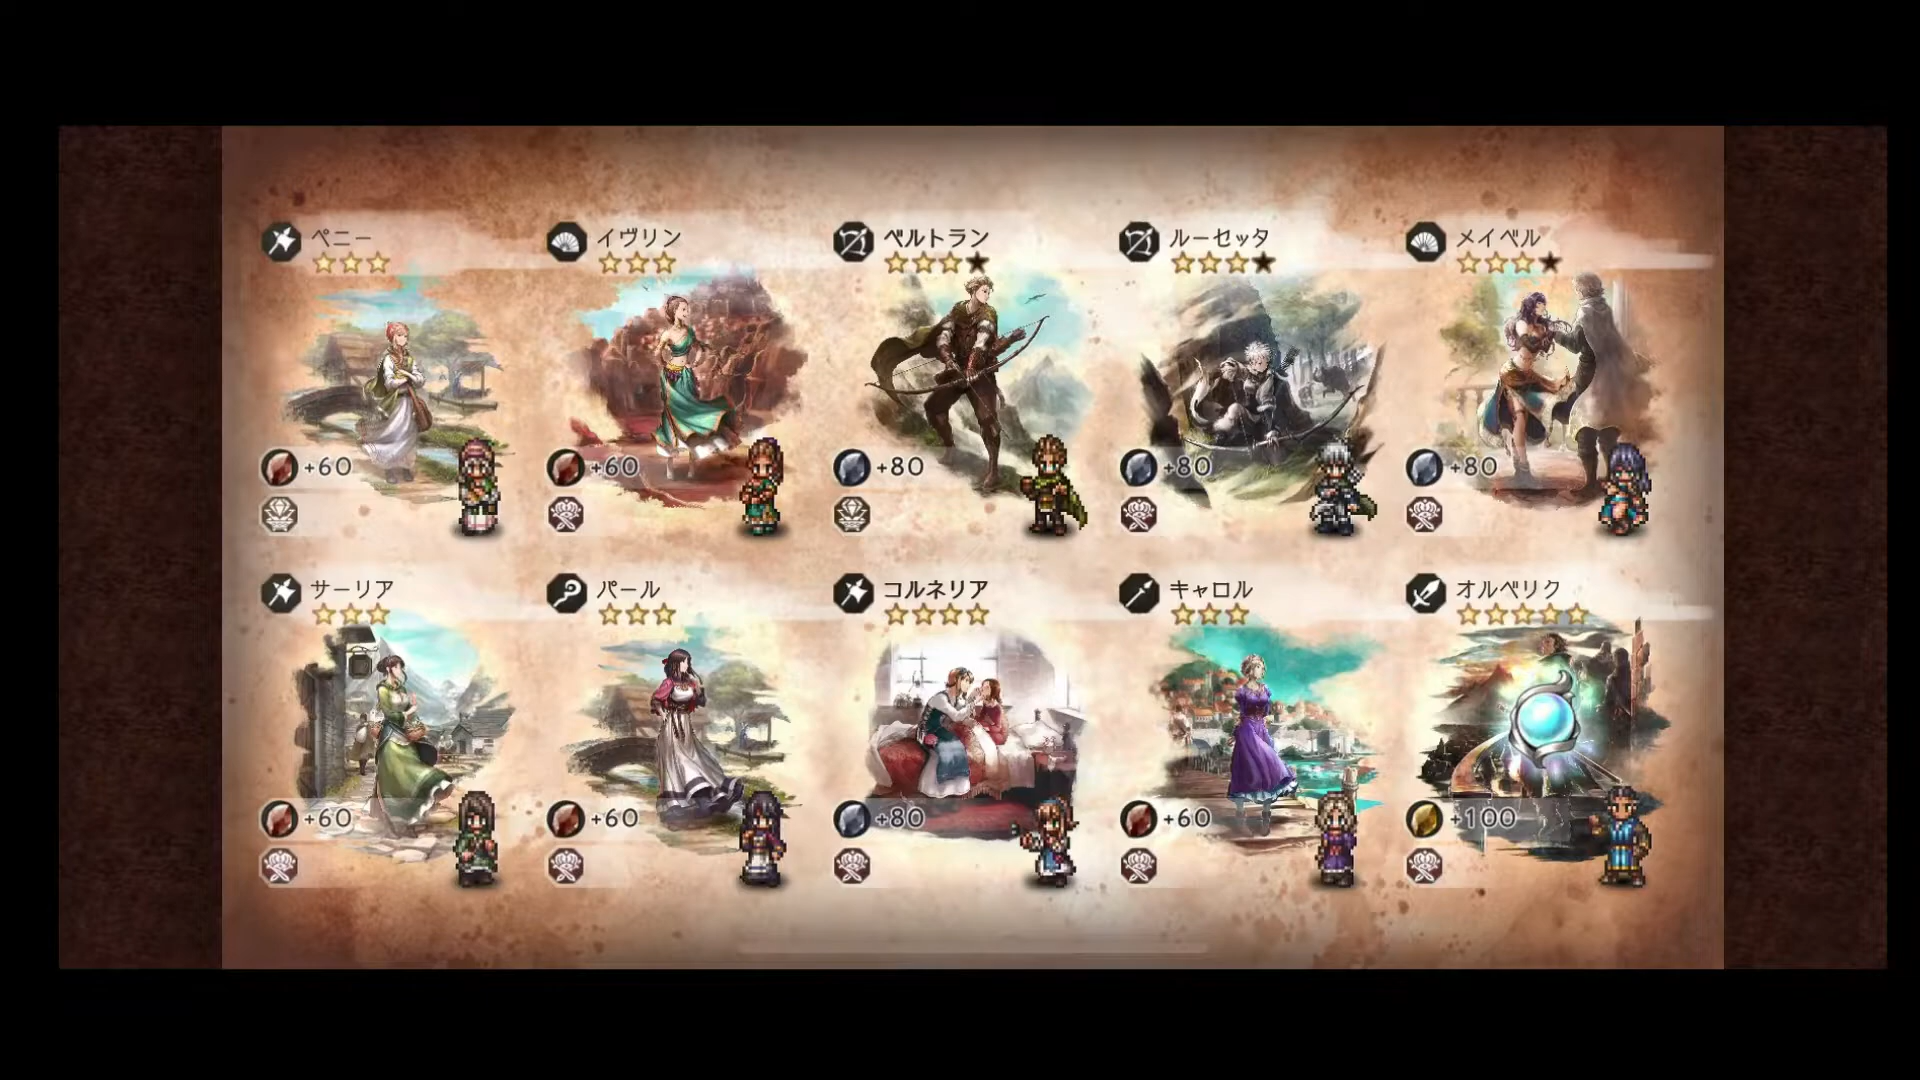 ペニー
イヴリン
ベルトラン
ルーセッタ
メイベル
+60
+60
+80
+80
+80
サーリア
パール
コルネリア
キャロル
オルベリク
+60
+60
+80
+60
+100